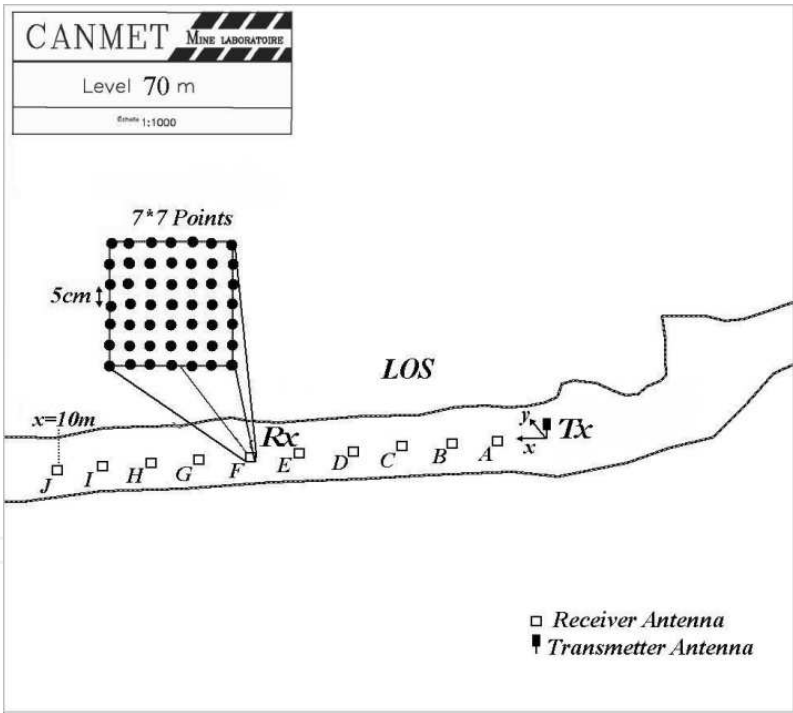 CANMET MINE LABORATOIRE
Level 70 m
Échelle 1:1000
7*7 Points
5cm
LOS
x=10m
Rx
y
Tx
x
J
I
H
G
F
E
D
C
B
A
Receiver Antenna
Transmetter Antenna